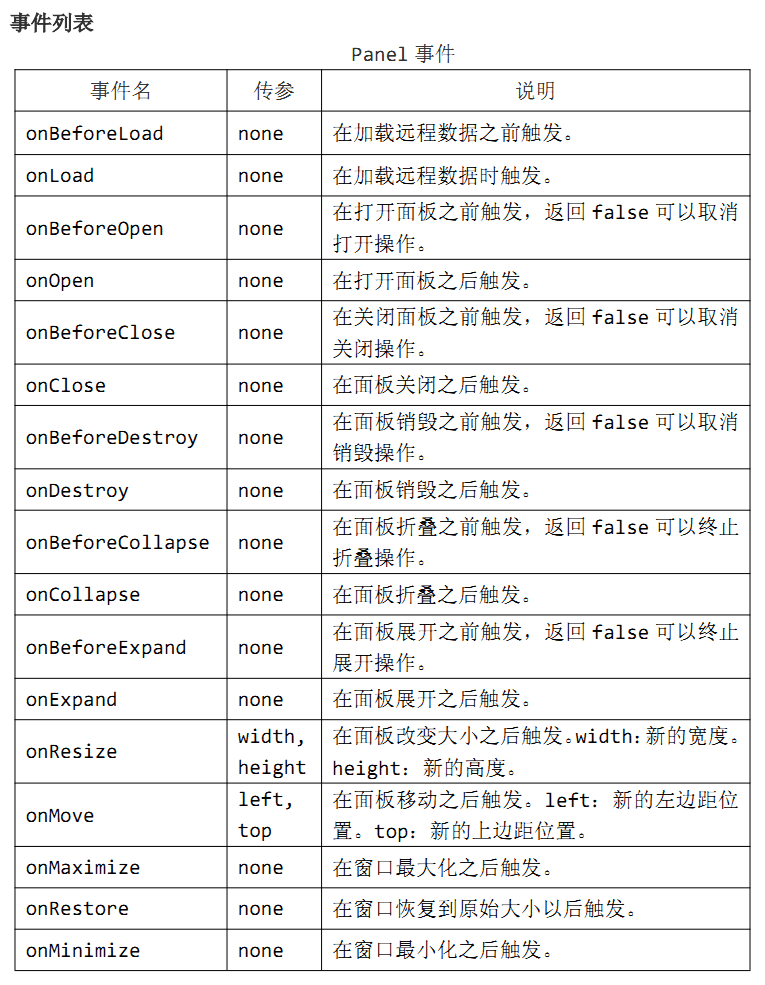 事件列表
Panel 事件
事件名 传参 说明
onBeforeLoad none 在加载远程数据之前触发。
onLoad none 在加载远程数据时触发。
onBeforeOpen none 在打开面板之前触发，返回 false 可以取消
打开操作。
onOpen none 在打开面板之后触发。
onBeforeClose none 在关闭面板之前触发，返回 false 可以取消
关闭操作。
onClose none 在面板关闭之后触发。
onBeforeDestroy none 在面板销毁之前触发，返回 false 可以取消
销毁操作。
onDestroy none 在面板销毁之后触发。
onBeforeCollapse none 在面板折叠之前触发，返回 false 可以终止
折叠操作。
onCollapse none 在面板折叠之后触发。
onBeforeExpand none 在面板展开之前触发，返回 false 可以终止
展开操作。
onExpand none 在面板展开之后触发。
onResize width, 在面板改变大小之后触发。width：新的宽度。
height height：新的高度。
onMove left, 在面板移动之后触发。left：新的左边距位
top 置。top：新的上边距位置。
onMaximize none 在窗口最大化之后触发。
onRestore none 在窗口恢复到原始大小以后触发。
onMinimize none 在窗口最小化之后触发。